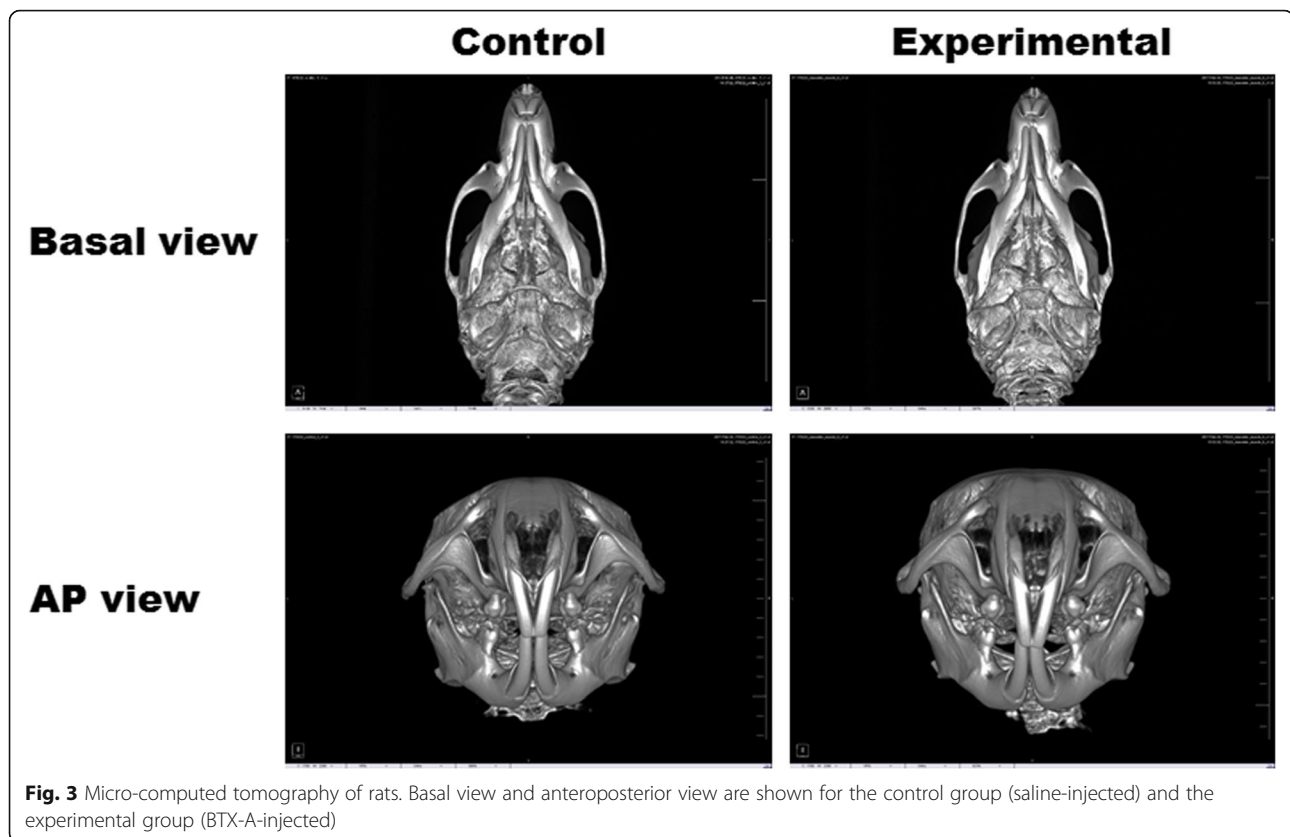 Control Experimental
Basal view
AP view
Fig. 3 Micro-computed tomography of rats. Basal view and anteroposterior view are shown for the control group (saline-injected) and the
experimental group (BTX-A-injected)